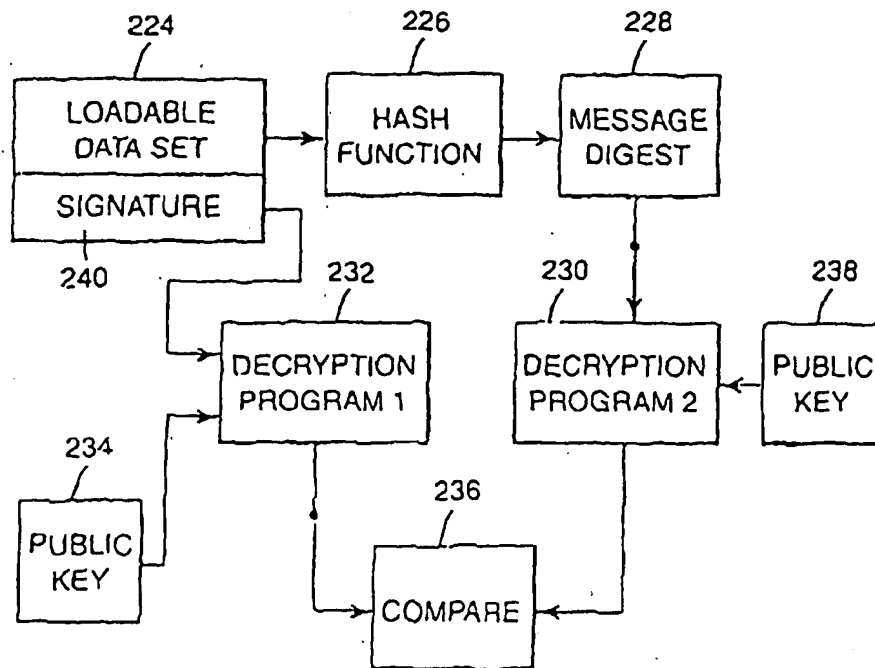 224
226
228
LOADABLE
DATA SET
HASH
FUNCTION
MESSAGE
DIGEST
SIGNATURE
240
232
230
238
DECRYPTION
PROGRAM 1
DECRYPTION
PROGRAM 2
PUBLIC
KEY
234
236
PUBLIC
KEY
COMPARE